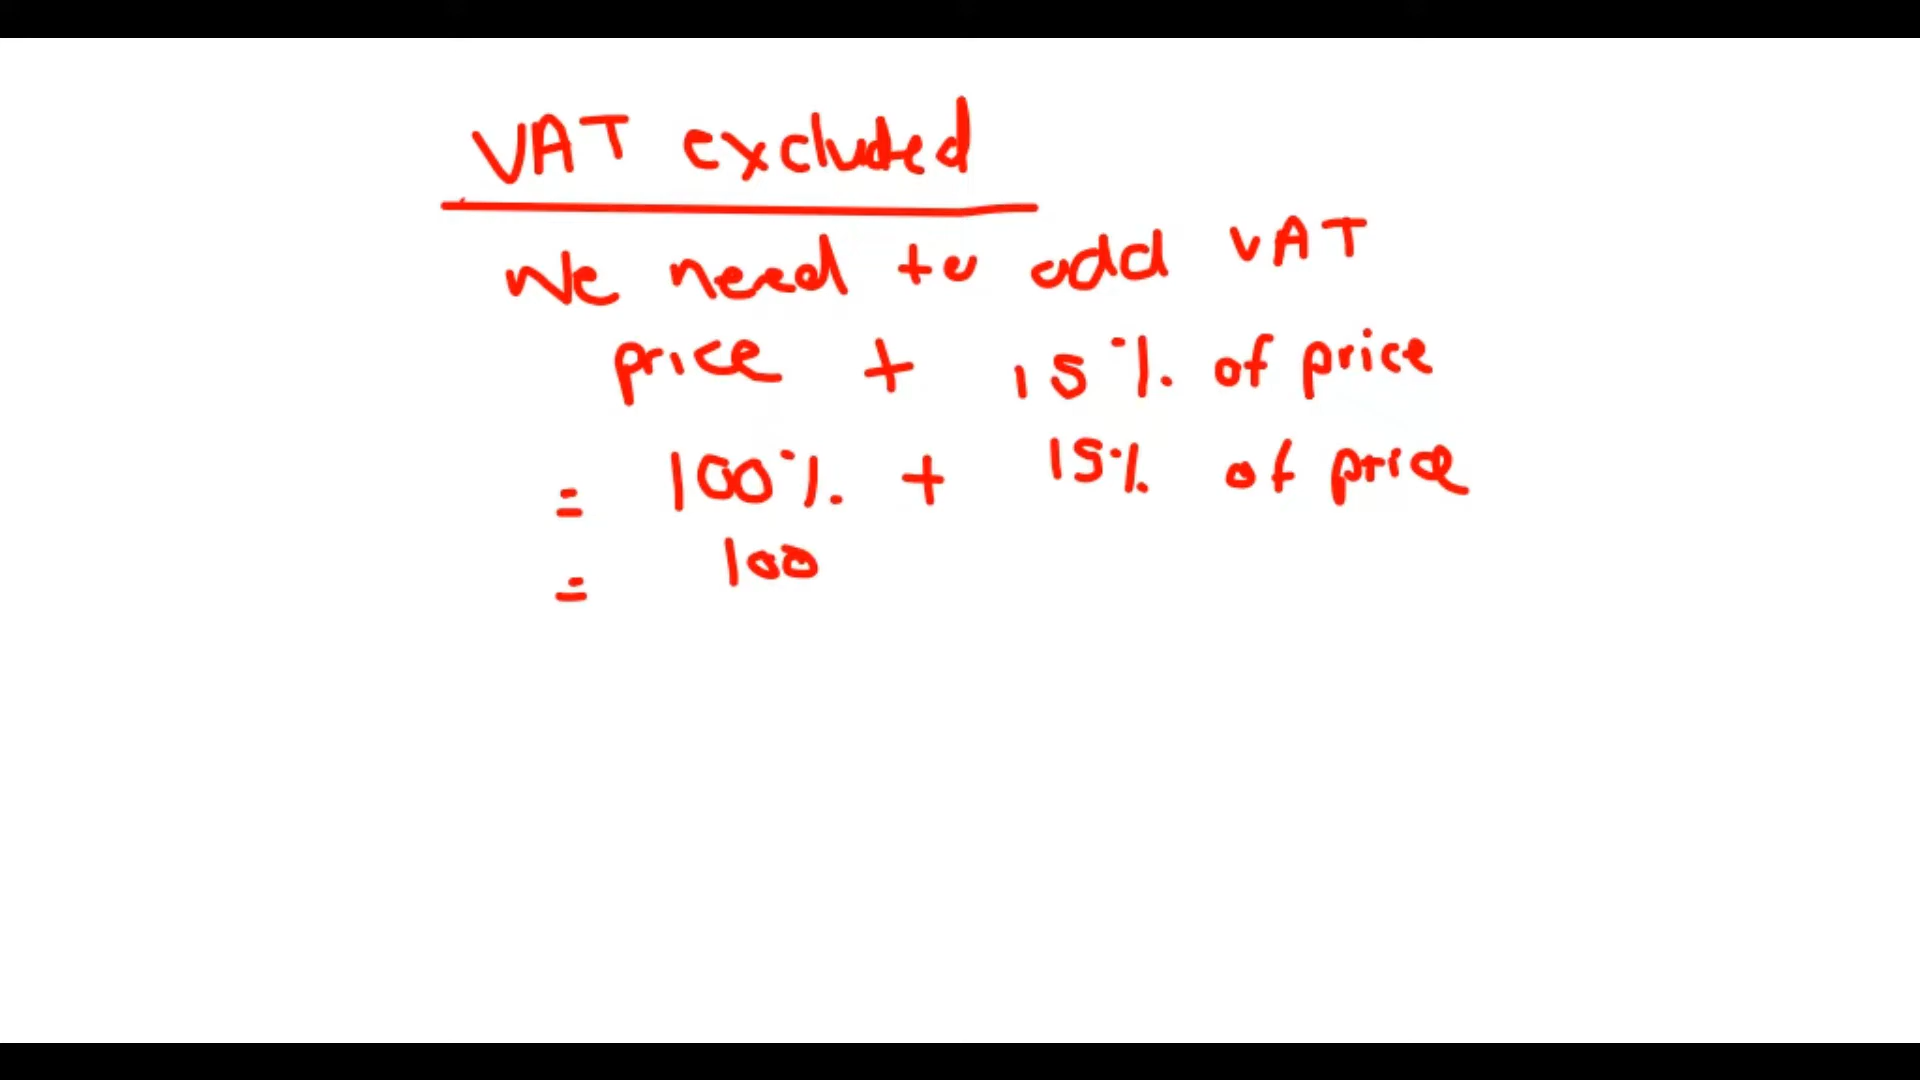 VAT excluded
We need to add VAT
price + 15% of price
= 100% + 15% of price
= 100